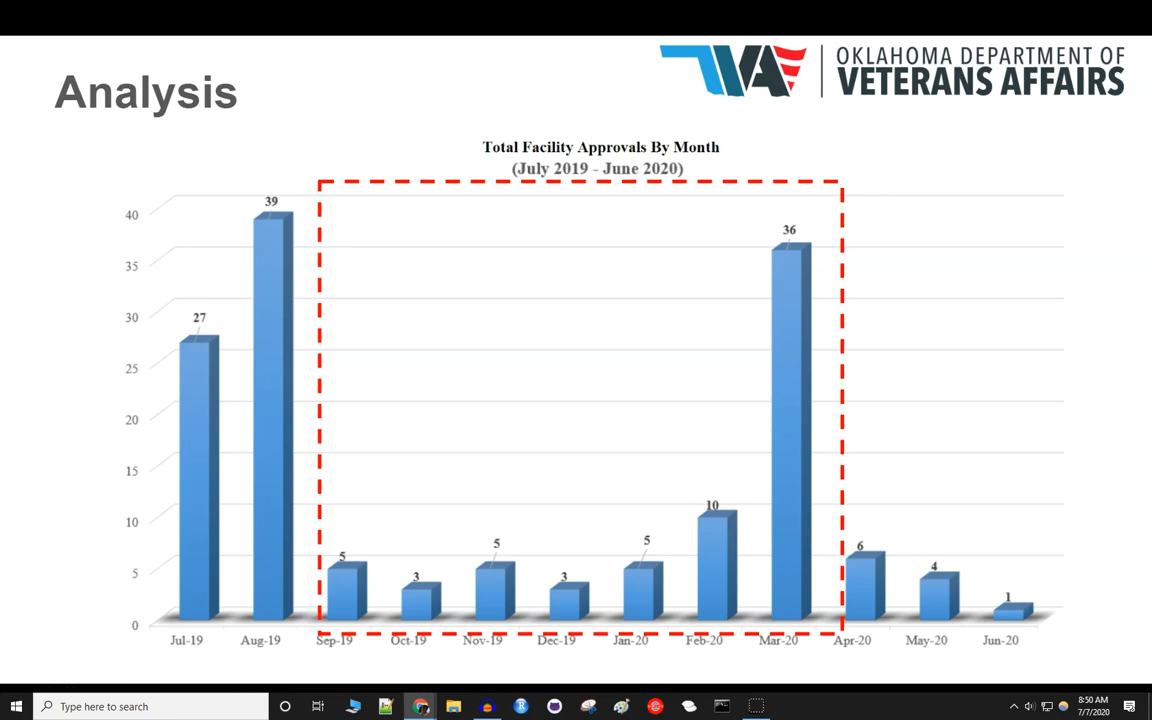 OKLAHOMA DEPARTMENT OF
VETERANS AFFAIRS
Analysis
Total Facility Approvals By Month
(July 2019 - June 2020)
40
35
30
25
20
15
10
5
0
27
39
5
3
5
3
5
10
36
6
4
1
Jul-19 Aug-19 Sep-19 Oct-19 Nov-19 Dec-19 Jan-20 Feb-20 Mar-20 Apr-20 May-20 Jun-20
Type here to search
8:50 AM
7/7/2020